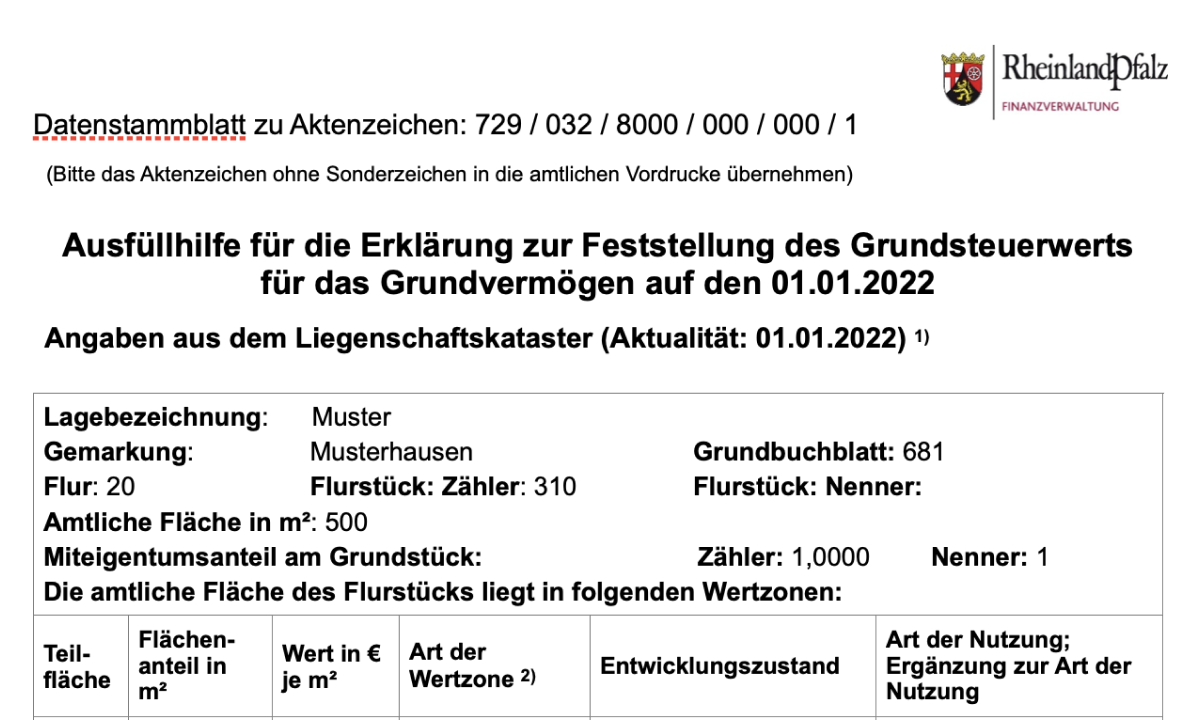 RheinlandPfalz
FINANZVERWALTUNG
Datenstammblatt zu Aktenzeichen: 729 / 032 / 8000 / 000 / 000 / 1
(Bitte das Aktenzeichen ohne Sonderzeichen in die amtlichen Vordrucke übernehmen)
Ausfüllhilfe für die Erklärung zur Feststellung des Grundsteuerwerts
für das Grundvermögen auf den 01.01.2022
Angaben aus dem Liegenschaftskataster (Aktualität: 01.01.2022) 1)
Lagebezeichnung: Muster
Gemarkung: Musterhausen Grundbuchblatt: 681
Flur: 20 Flurstück: Zähler: 310 Flurstück: Nenner:
Amtliche Fläche in m²: 500
Miteigentumsanteil am Grundstück: Zähler: 1,0000 Nenner: 1
Die amtliche Fläche des Flurstücks liegt in folgenden Wertzonen:
Teil-
fläche
Flächen-
anteil in
m²
Wert in €
je m²
Art der
Wertzone 2)
Entwicklungszustand
Art der Nutzung;
Ergänzung zur Art der
Nutzung